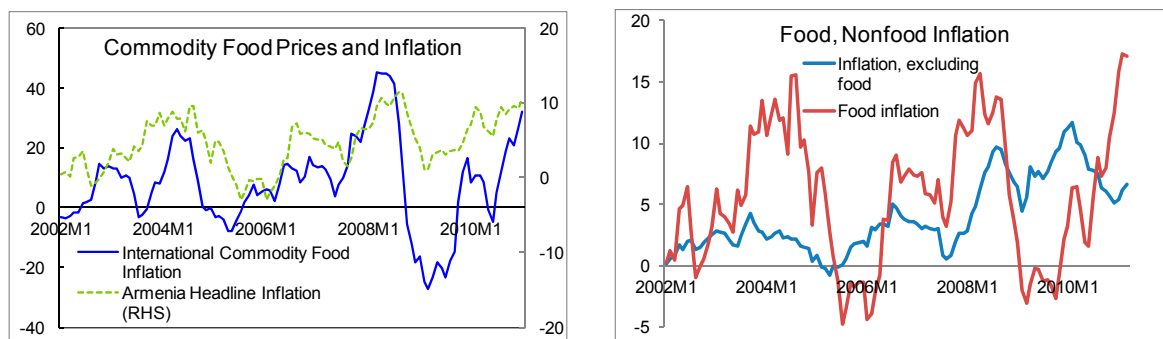 Commodity Food Prices and Inflation
60
40
20
0
-20
-40
20
10
0
-10
-20
2002M1
2004M1
2006M1
2008M1
2010M1
International Commodity Food
Inflation
Armenia Headline Inflation
(RHS)
Food, Nonfood Inflation
20
15
10
5
0
-5
Inflation, excluding
food
Food inflation
2002M1
2004M1
2006M1
2008M1
2010M1